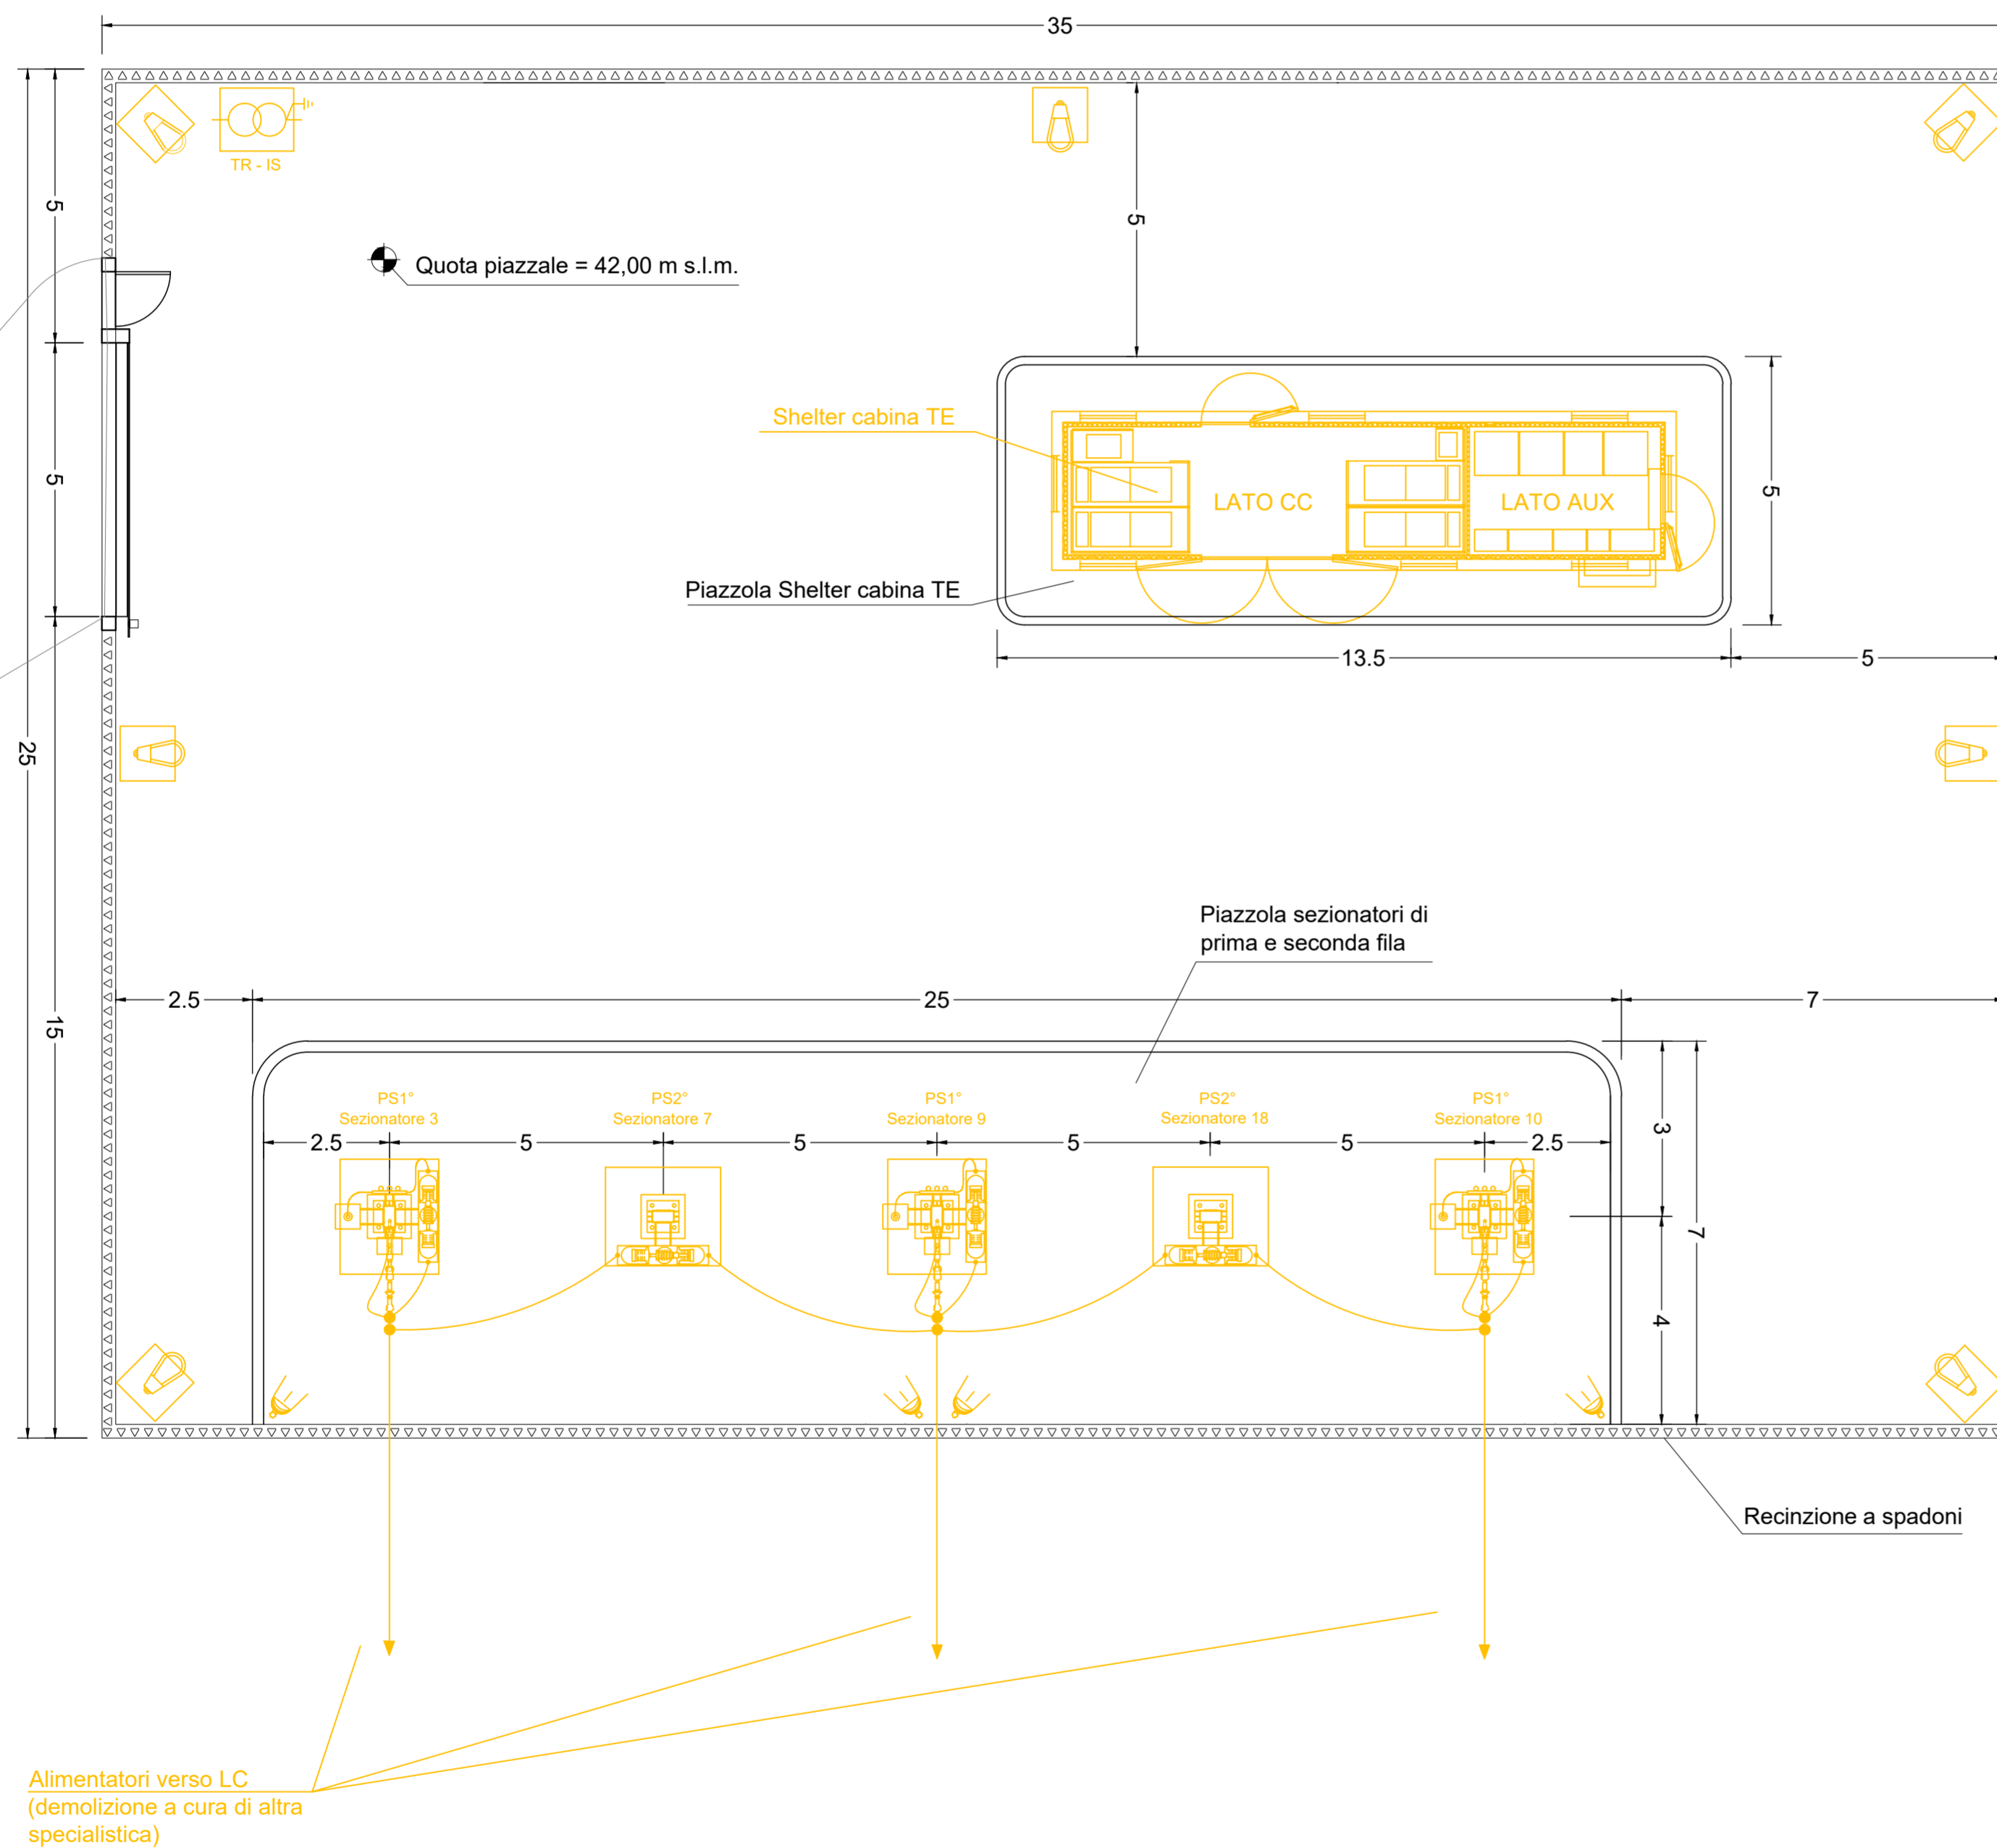 35
TR - IS
5
5
Quota piazzale = 42,00 m s.l.m.
Shelter cabina TE
LATO CC
LATO AUX
5
5
Piazzola Shelter cabina TE
13.5
5
25
Piazzola sezionatori di
prima e seconda fila
2.5
25
7
15
PS1°
Sezionatore 3
PS2°
Sezionatore 7
PS1°
Sezionatore 9
PS2°
Sezionatore 18
PS1°
Sezionatore 10
2.5
5
5
5
5
2.5
3
7
4
Recinzione a spadoni
Alimentatori verso LC
(demolizione a cura di altra
specialistica)